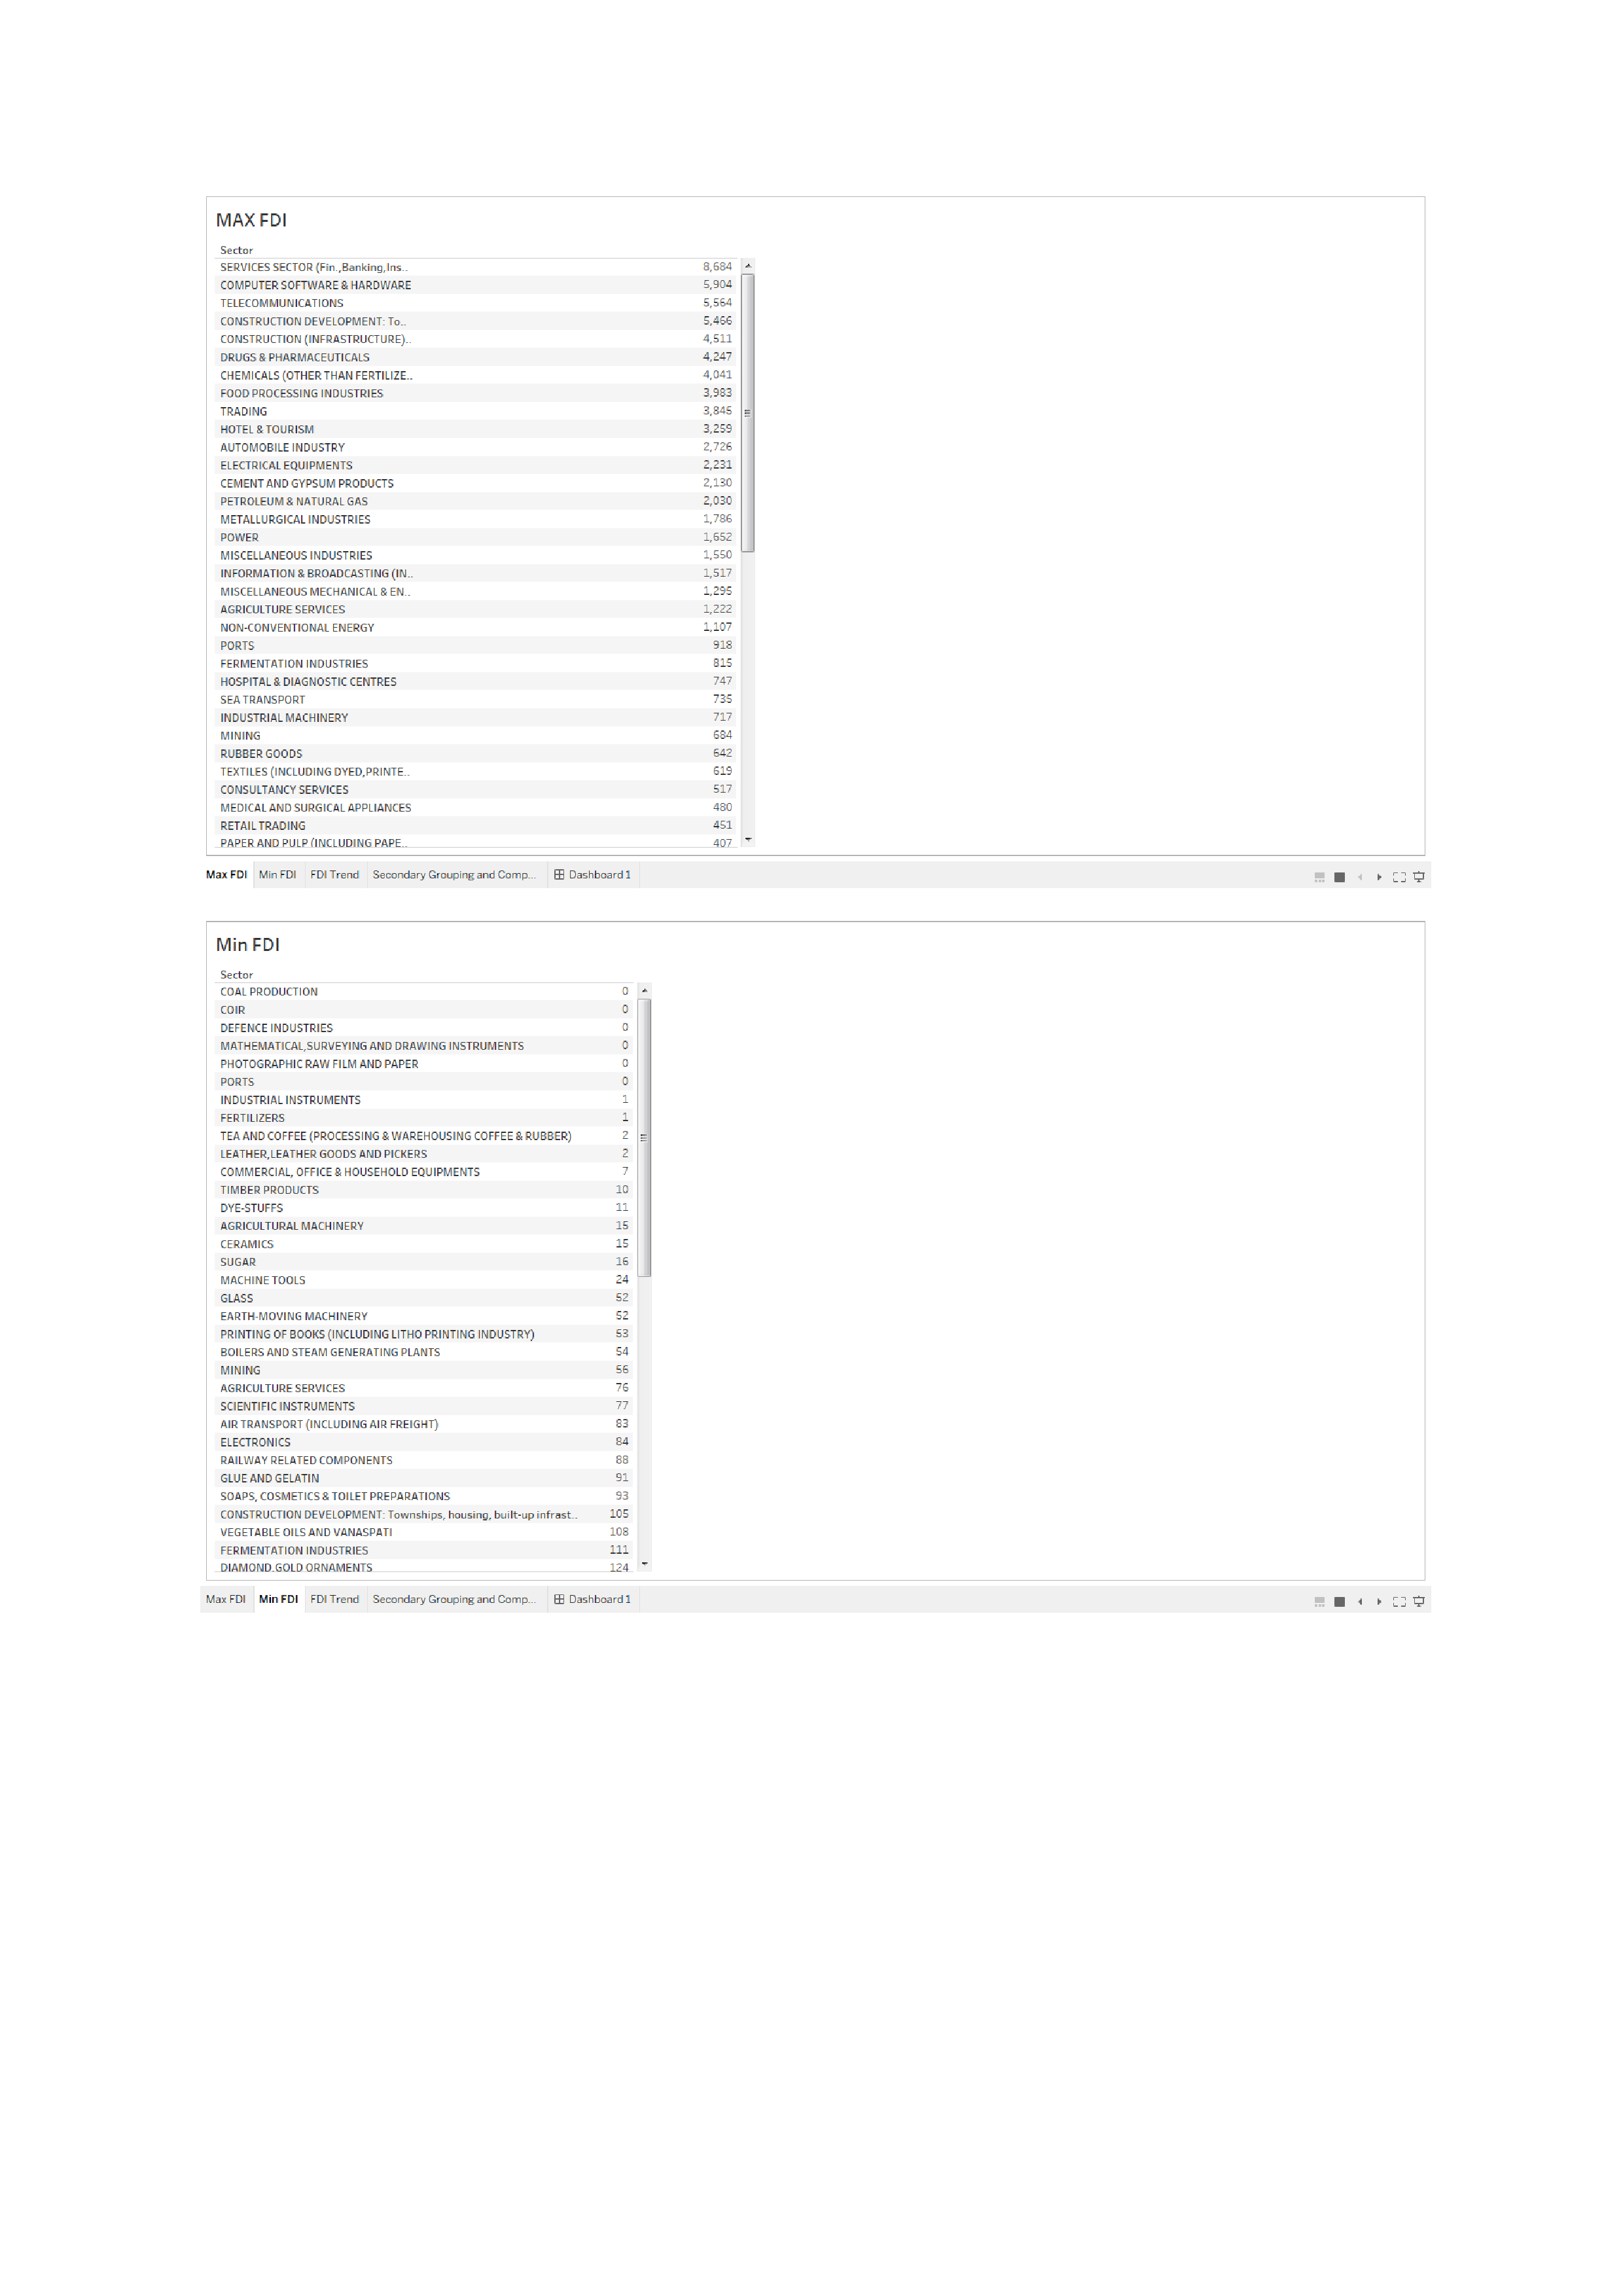 MAX FDI
Sector
SERVICES SECTOR (Fin.,Banking,Ins.. 8,684
COMPUTER SOFTWARE & HARDWARE 5,904
TELECOMMUNICATIONS 5,564
CONSTRUCTION DEVELOPMENT: To.. 5,466
CONSTRUCTION (INFRASTRUCTURE).. 4,511
DRUGS & PHARMACEUTICALS 4,247
CHEMICALS (OTHER THAN FERTILIZE.. 4,041
FOOD PROCESSING INDUSTRIES 3,983
TRADING 3,845
HOTEL & TOURISM 3,259
AUTOMOBILE INDUSTRY 2,726
ELECTRICAL EQUIPMENTS 2,231
CEMENT AND GYPSUM PRODUCTS 2,130
PETROLEUM & NATURAL GAS 2,030
METALLURGICAL INDUSTRIES 1,786
POWER 1,652
MISCELLANEOUS INDUSTRIES 1,550
INFORMATION & BROADCASTING (IN.. 1,517
MISCELLANEOUS MECHANICAL & EN.. 1,295
AGRICULTURE SERVICES 1,222
NON-CONVENTIONAL ENERGY 1,107
PORTS 918
FERMENTATION INDUSTRIES 815
HOSPITAL & DIAGNOSTIC CENTRES 747
SEA TRANSPORT 735
INDUSTRIAL MACHINERY 717
MINING 684
RUBBER GOODS 642
TEXTILES (INCLUDING DYED,PRINTE.. 619
CONSULTANCY SERVICES 517
MEDICAL AND SURGICAL APPLIANCES 480
RETAIL TRADING 451
PAPER AND PULP (INCLUDING PAPE.. 407
Max FDI Min FDI FDI Trend Secondary Grouping and Comp... Dashboard 1
Min FDI
Sector
COAL PRODUCTION 0
COIR 0
DEFENCE INDUSTRIES 0
MATHEMATICAL,SURVEYING AND DRAWING INSTRUMENTS 0
PHOTOGRAPHIC RAW FILM AND PAPER 0
PORTS 0
INDUSTRIAL INSTRUMENTS 1
FERTILIZERS 1
TEA AND COFFEE (PROCESSING & WAREHOUSING COFFEE & RUBBER) 2
LEATHER,LEATHER GOODS AND PICKERS 2
COMMERCIAL, OFFICE & HOUSEHOLD EQUIPMENTS 7
TIMBER PRODUCTS 10
DYE-STUFFS 11
AGRICULTURAL MACHINERY 15
CERAMICS 15
SUGAR 16
MACHINE TOOLS 24
GLASS 52
EARTH-MOVING MACHINERY 52
PRINTING OF BOOKS (INCLUDING LITHO PRINTING INDUSTRY) 53
BOILERS AND STEAM GENERATING PLANTS 54
MINING 56
AGRICULTURE SERVICES 76
SCIENTIFIC INSTRUMENTS 77
AIR TRANSPORT (INCLUDING AIR FREIGHT) 83
ELECTRONICS 84
RAILWAY RELATED COMPONENTS 88
GLUE AND GELATIN 91
SOAPS, COSMETICS & TOILET PREPARATIONS 93
CONSTRUCTION DEVELOPMENT: Townships, housing, built-up infrast.. 105
VEGETABLE OILS AND VANASPATI 108
FERMENTATION INDUSTRIES 111
DIAMOND,GOLD ORNAMENTS 124
Max FDI Min FDI FDI Trend Secondary Grouping and Comp... Dashboard 1